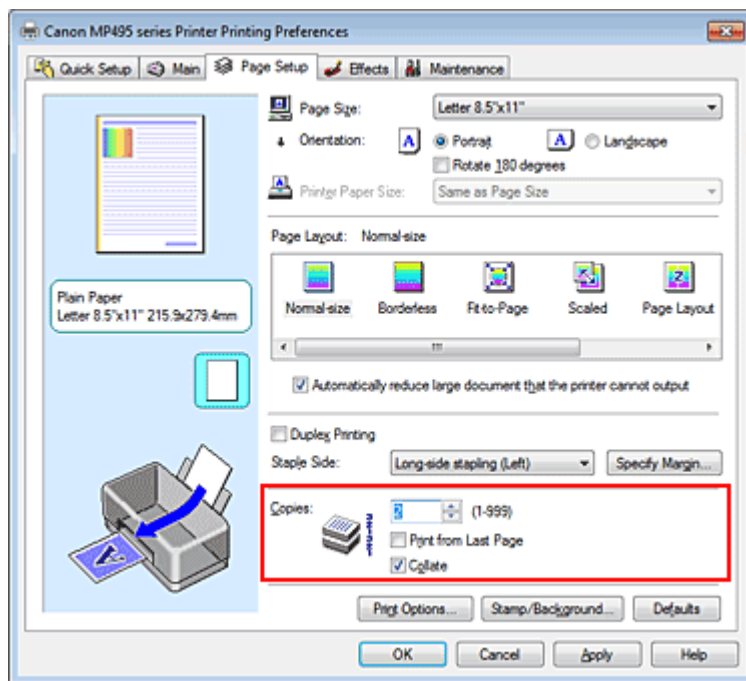 Canon MP495 series Printer Printing Preferences
Quick Setup Main Page Setup Effects Maintenance
Page Size: Letter 8.5"x11"
Orientation: A Portrait A Landscape
Rotate 180 degrees
Printer Paper Size: Same as Page Size
Page Layout: Normal-size
Normal-size Borderless Fit-to-Page Scaled Page Layout
Plain Paper
Letter 8.5"x11" 215.9x279.4mm
Automatically reduce large document that the printer cannot output
Duplex Printing
Staple Side: Long-side stapling (Left) Specify Margin...
Copies: 2 (1-999)
Print from Last Page
Collate
Print Options... Stamp/Background... Defaults
OK Cancel Apply Help